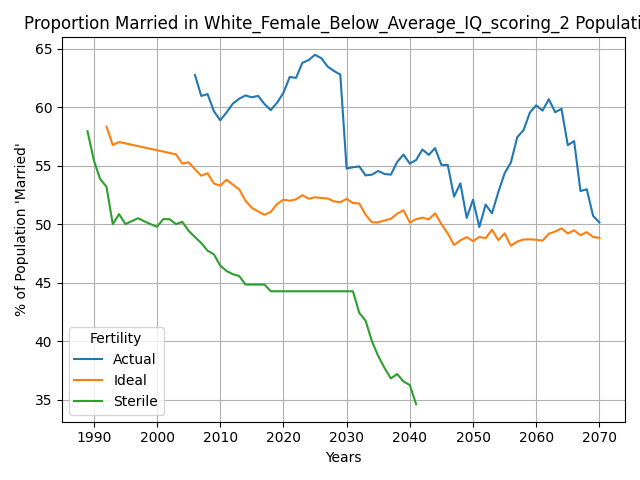 Proportion Married in White_Female_Below_Average_IQ_scoring_2 Populati
65
60
55
50
45
40
35
% of Population 'Married'
Fertility
Actual
Ideal
Sterile
1990 2000 2010 2020 2030 2040 2050 2060 2070
Years